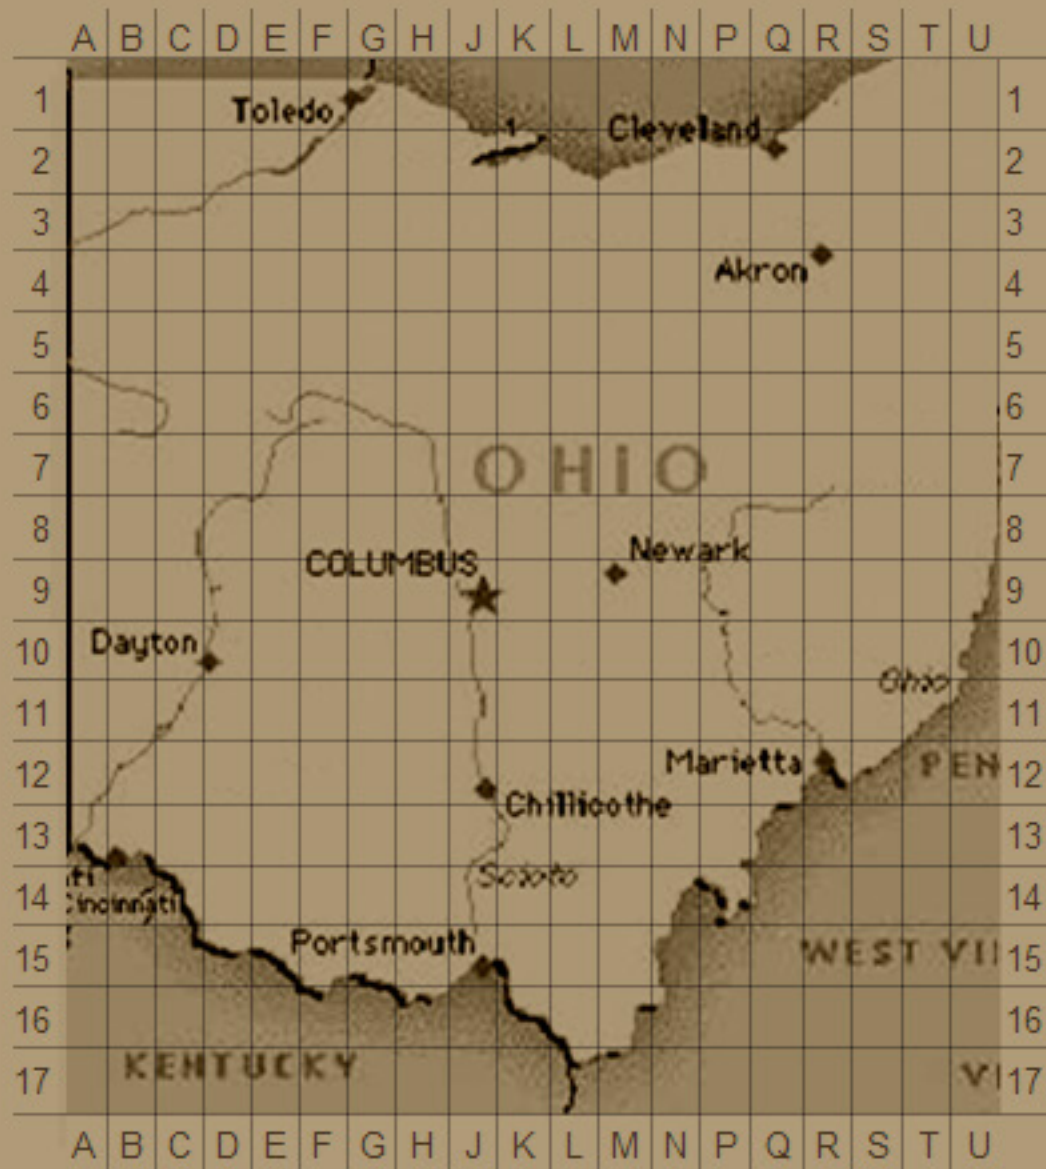 A B C D E F G H J K L M N P Q R S T U
1 1
Toledo
1
Cleveland
2 2
3 3
Akron
4 4
5 5
6 6
OHIO
7 7
8 8
Newark
COLUMBUS
9 9
Dayton
10 10
Ohio
11 11
Marietta
PEN
12 12
Chillicothe
13 13
Scioto
ti
Cincinnati
14 14
Portsmouth
WEST VI
15 15
16 16
KENTUCKY
VI
17 17
A B C D E F G H J K L M N P Q R S T U